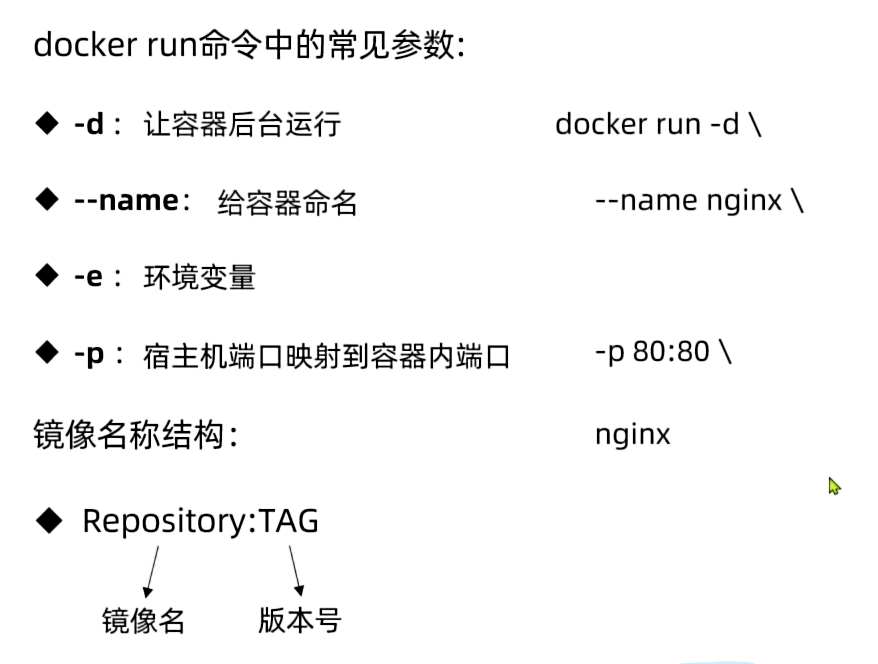 docker run命令中的常见参数:
◆ -d : 让容器后台运行
docker run -d \
◆ --name: 给容器命名
--name nginx \
◆ -e : 环境变量
◆ -p : 宿主机端口映射到容器内端口
-p 80:80 \
镜像名称结构:
nginx
◆ Repository:TAG
镜像名
版本号